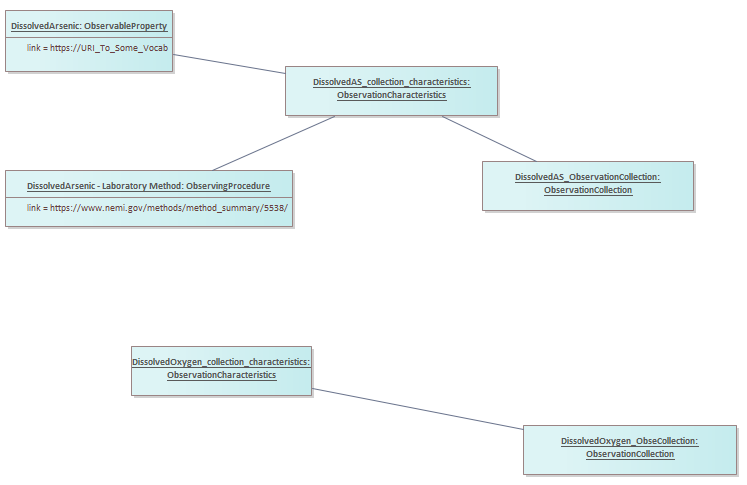 DissolvedArsenic: ObservableProperty
link = https://URI_To_Some_Vocab
DissolvedAS_collection_characteristics:
ObservationCharacteristics
DissolvedArsenic - Laboratory Method: ObservingProcedure
link = https://www.nemi.gov/methods/method_summary/5538/
DissolvedAS_ObservationCollection:
ObservationCollection
DissolvedOxygen_collection_characteristics:
ObservationCharacteristics
DissolvedOxygen_ObseCollection:
ObservationCollection